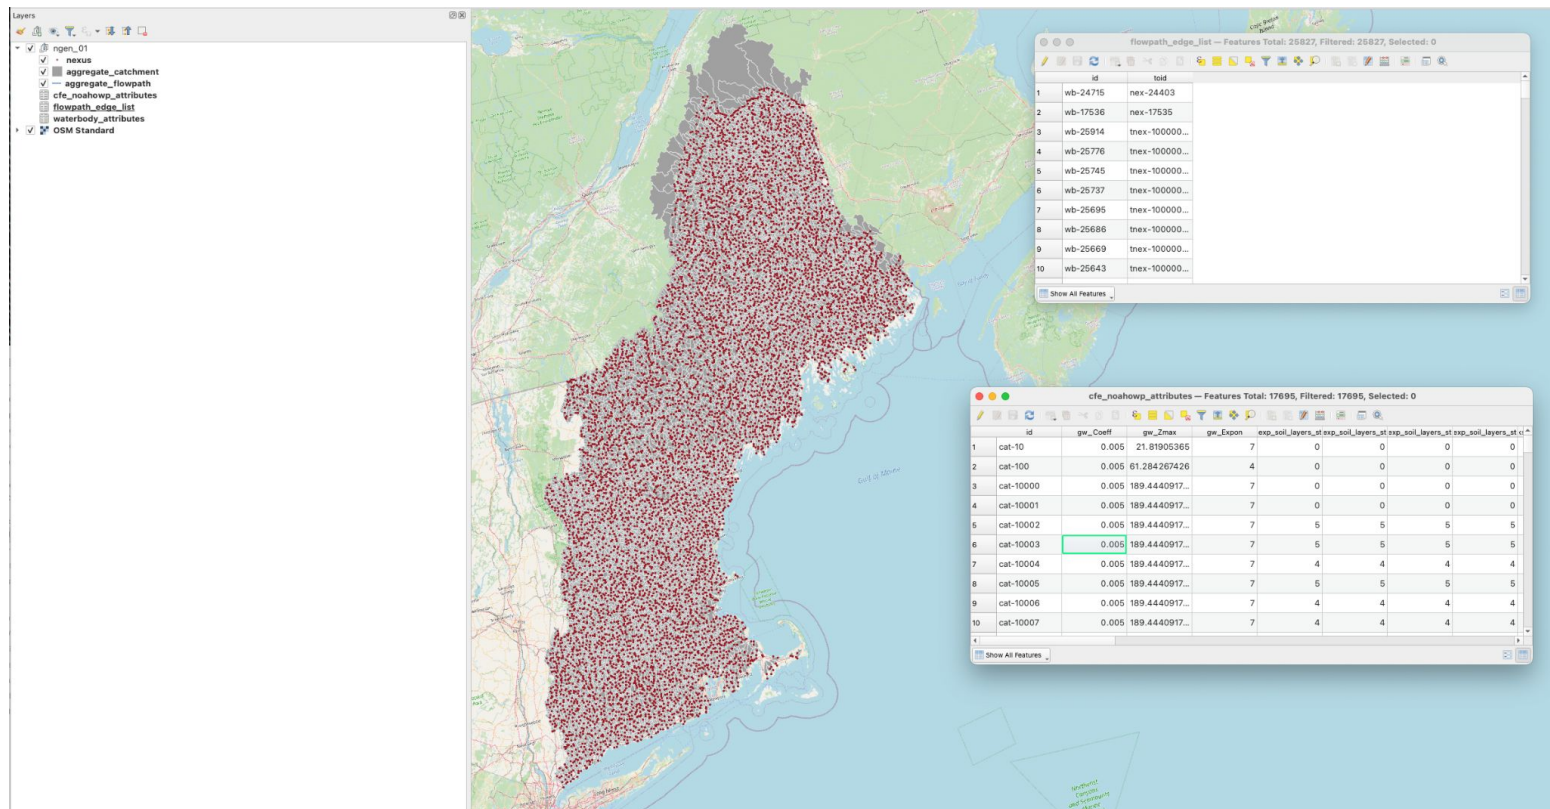 Layers
ngen_01
nexus
aggregate_catchment
aggregate_flowpath
cfe_noahowp_attributes
flowpath_edge_list
waterbody_attributes
OSM Standard
Gulf of Maine
flowpath_edge_list — Features Total: 25827, Filtered: 25827, Selected: 0
id toid
1 wb-24715 nex-24403
2 wb-17536 nex-17535
3 wb-25914 tnex-100000...
4 wb-25776 tnex-100000...
5 wb-25745 tnex-100000...
6 wb-25737 tnex-100000...
7 wb-25695 tnex-100000...
8 wb-25686 tnex-100000...
9 wb-25669 tnex-100000...
10 wb-25643 tnex-100000...
Show All Features
cfe_noahowp_attributes — Features Total: 17695, Filtered: 17695, Selected: 0
id gw_Coeff gw_Zmax gw_Expon exp_soil_layers_st exp_soil_layers_st exp_soil_layers_st exp_soil_layers_st
1 cat-10 0.005 21.81905365 7 0 0 0 0
2 cat-100 0.005 61.284267426 4 0 0 0 0
3 cat-10000 0.005 189.4440917... 7 0 0 0 0
4 cat-10001 0.005 189.4440917... 7 0 0 0 0
5 cat-10002 0.005 189.4440917... 7 5 5 5 5
6 cat-10003 0.005 189.4440917... 7 5 5 5 5
7 cat-10004 0.005 189.4440917... 7 4 4 4 4
8 cat-10005 0.005 189.4440917... 7 5 5 5 5
9 cat-10006 0.005 189.4440917... 7 4 4 4 4
10 cat-10007 0.005 189.4440917... 7 4 4 4 4
Show All Features